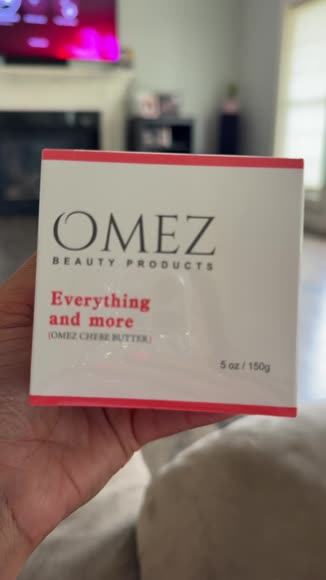 OMEZ
BEAUTY PRODUCTS
Everything
and more
(OMEZ CHEBE BUTTER)
5 oz / 150g